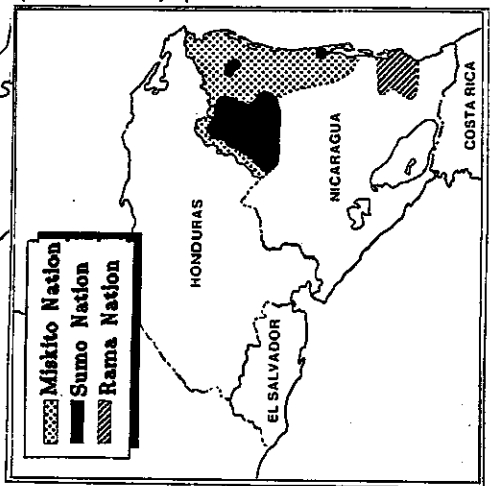 Miskito Nation
Sumo Nation
Rama Nation
HONDURAS
NICARAGUA
EL SALVADOR
COSTA RICA